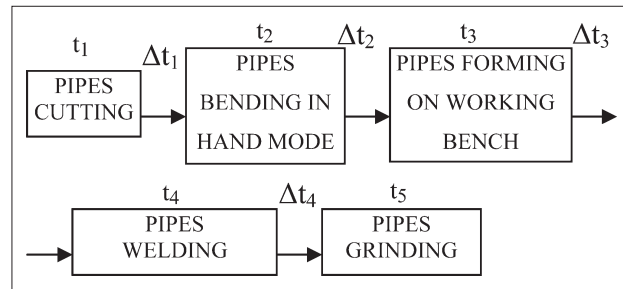 t1
Δt1
t2
Δt2
t3
Δt3
PIPES
CUTTING
PIPES
BENDING IN
HAND MODE
PIPES FORMING
ON WORKING
BENCH
t4
Δt4
t5
PIPES
WELDING
PIPES
GRINDING